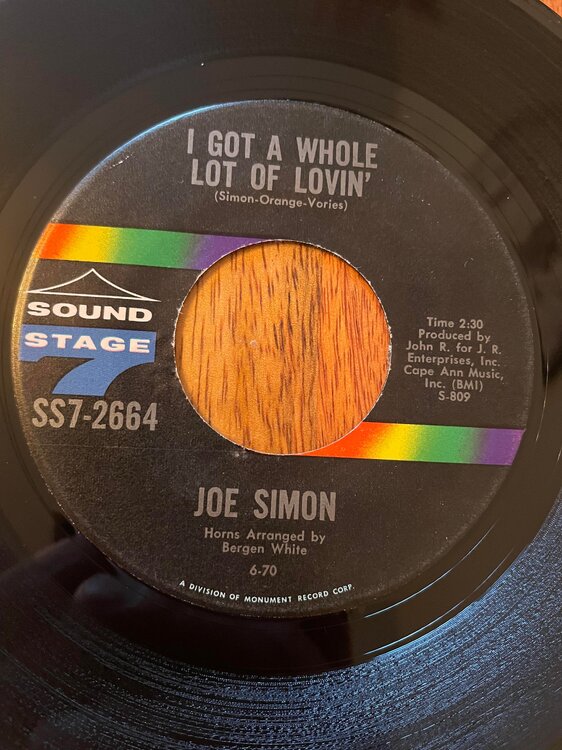 I GOT A WHOLE
LOT OF LOVIN'
(Simon-Orange-Vories)
SOUND
STAGE
7
SS7-2664
Time 2:30
Produced by
John R. for J. R.
Enterprises, Inc.
Cape Ann Music,
Inc. (BMI)
S-809
JOE SIMON
Horns Arranged by
Bergen White
6-70
A DIVISION OF MONUMENT RECORD CORP.